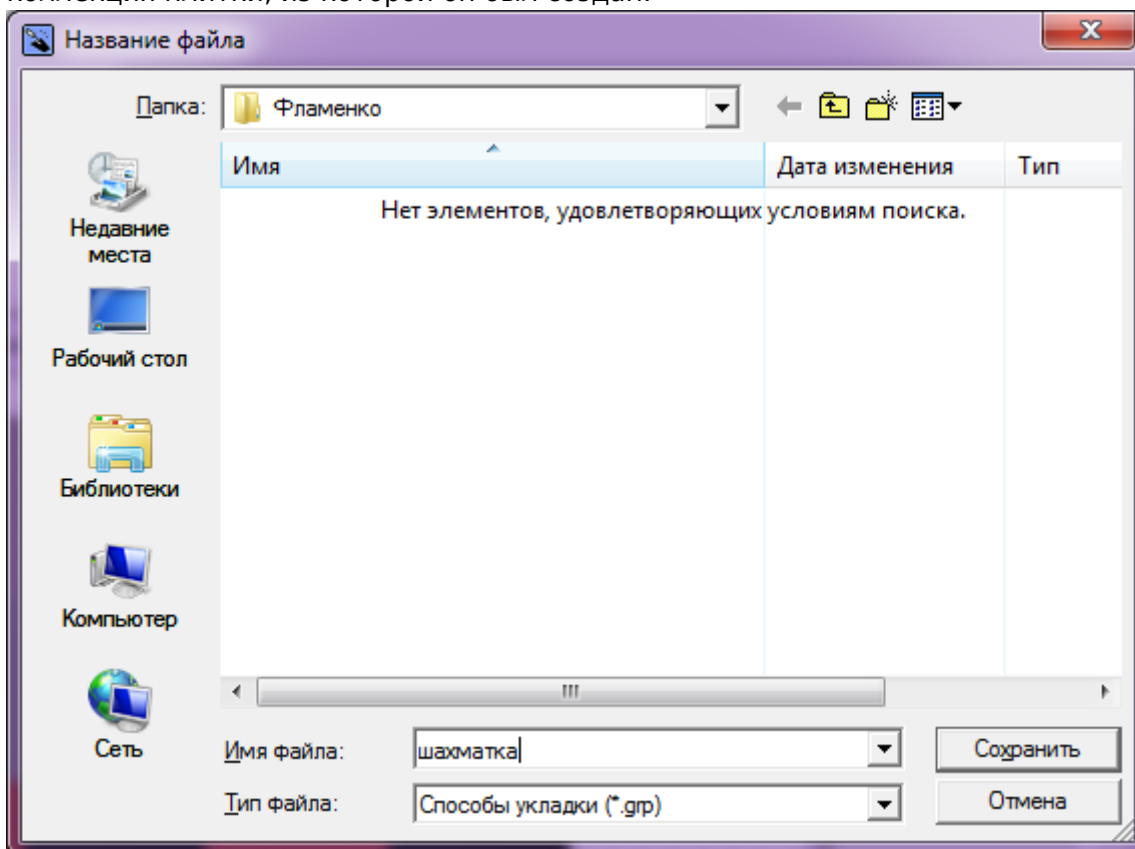 Название файла
Папка: Фламенко
Имя Дата изменения Тип
Нет элементов, удовлетворяющих условиям поиска.
Недавние
места
Рабочий стол
Библиотеки
Компьютер
Сеть
Имя файла: шахматка Сохранить
Тип файла: Способы укладки (*.grp) Отмена